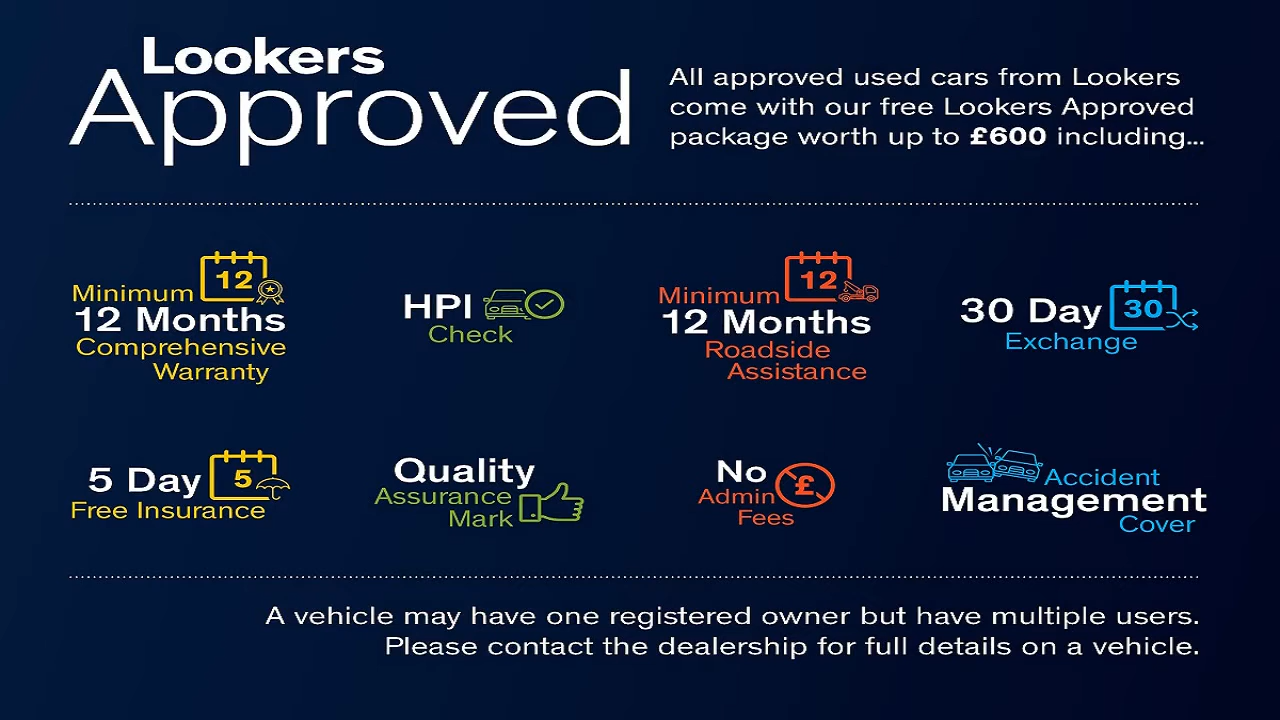 Lookers
Approved
All approved used cars from Lookers
come with our free Lookers Approved
package worth up to £600 including...
12
Minimum
12 Months
Comprehensive
Warranty
HPI
Check
12
Minimum
12 Months
Roadside
Assistance
30 Day 30
Exchange
5 Day 5
Free Insurance
Quality
Assurance
Mark
No
£
Admin
Fees
Accident
Management
Cover
A vehicle may have one registered owner but have multiple users.
Please contact the dealership for full details on a vehicle.